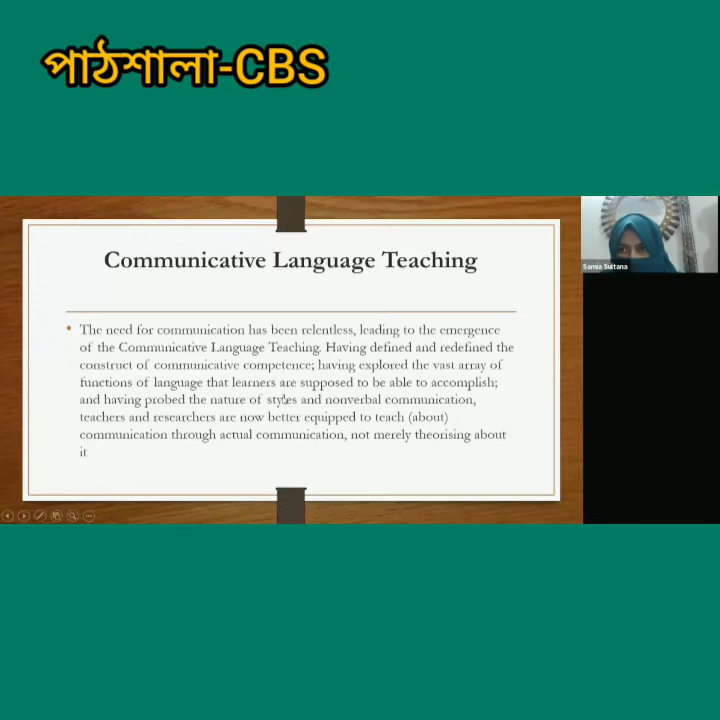 পাঠশালা-CBS
Communicative Language Teaching
Samia Sultana
• The need for communication has been relentless, leading to the emergence
of the Communicative Language Teaching. Having defined and redefined the
construct of communicative competence; having explored the vast array of
functions of language that learners are supposed to be able to accomplish;
and having probed the nature of styles and nonverbal communication,
teachers and researchers are now better equipped to teach (about)
communication through actual communication, not merely theorising about
it